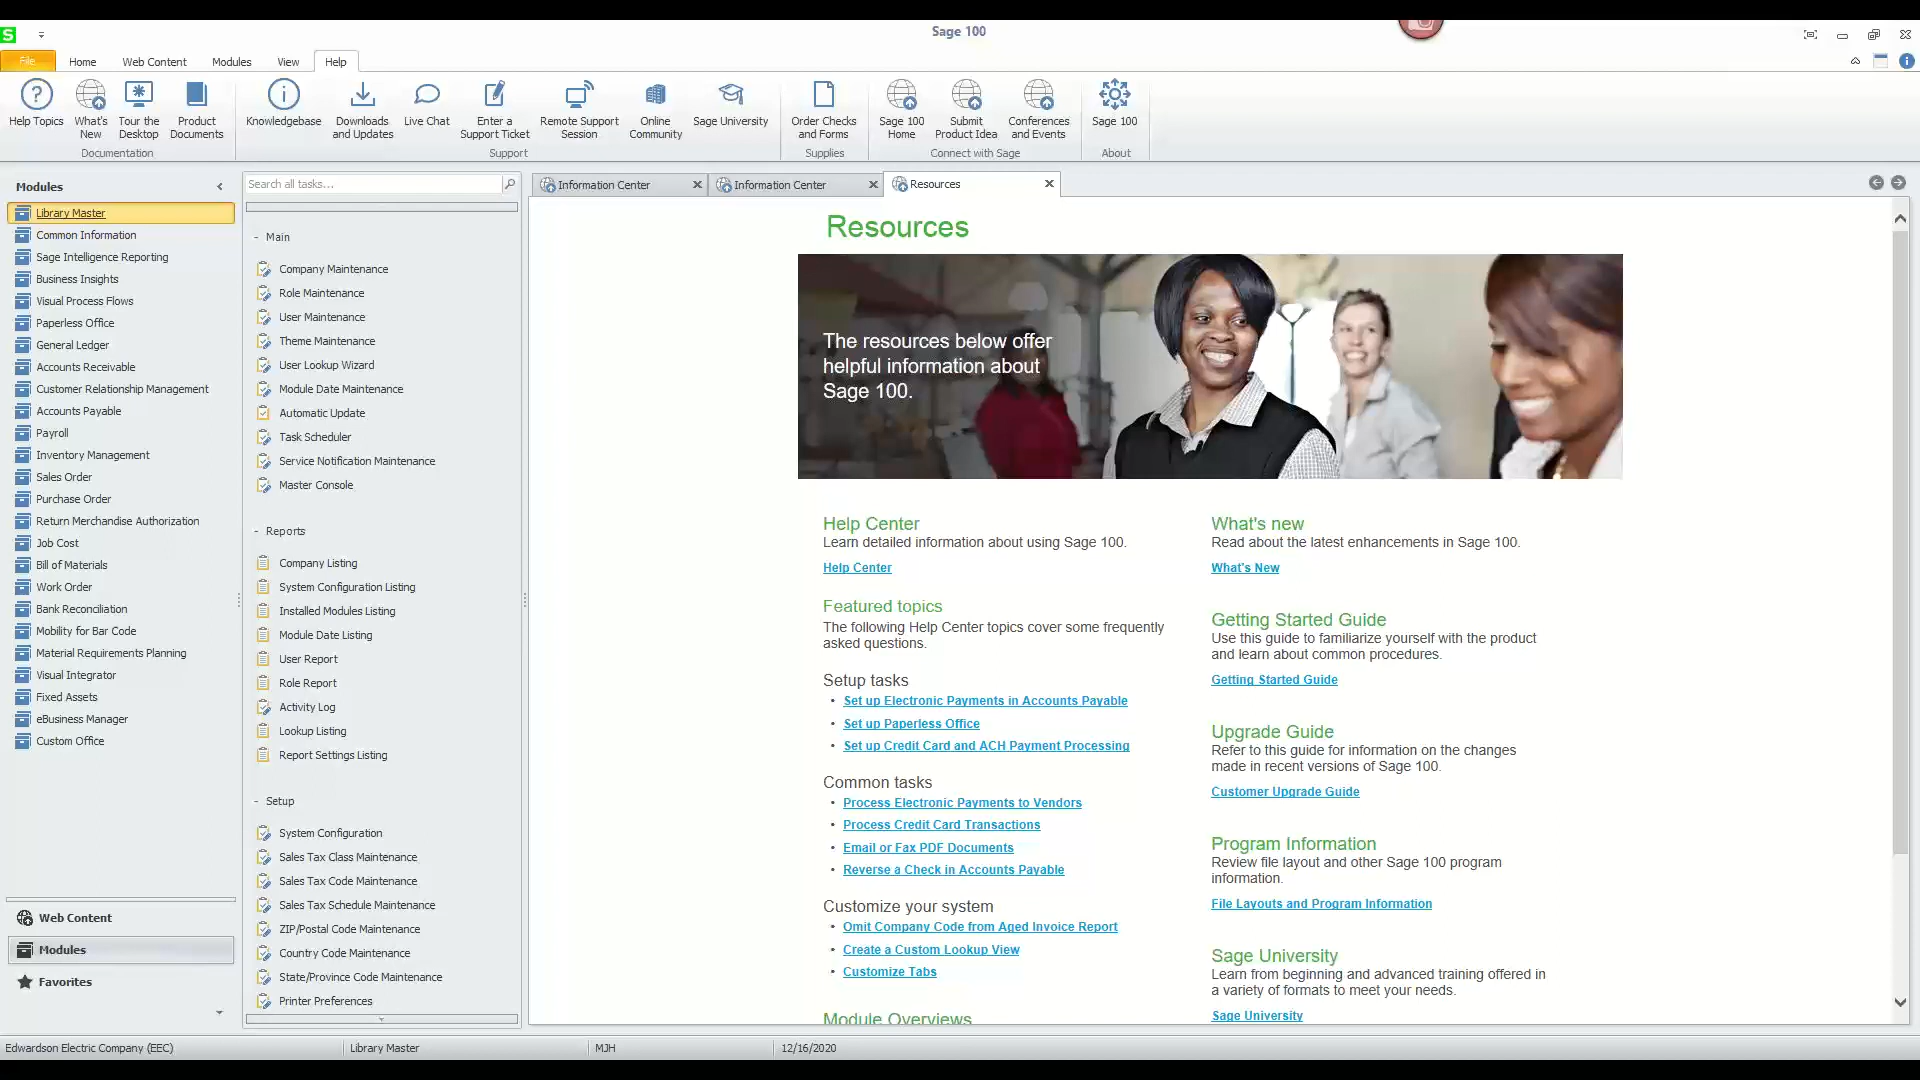 S
Sage 100
File
Home
Web Content
Modules
View
Help
Help Topics
What's
New
Tour the
Desktop
Product
Documents
Documentation
Knowledgebase
Downloads
and Updates
Live Chat
Enter a
Support Ticket
Remote Support
Session
Online
Community
Sage University
Support
Order Checks
and Forms
Supplies
Sage 100
Home
Submit
Product Idea
Conferences
and Events
Connect with Sage
Sage 100
About
Modules
Library Master
Common Information
Sage Intelligence Reporting
Business Insights
Visual Process Flows
Paperless Office
General Ledger
Accounts Receivable
Customer Relationship Management
Accounts Payable
Payroll
Inventory Management
Sales Order
Purchase Order
Return Merchandise Authorization
Job Cost
Bill of Materials
Work Order
Bank Reconciliation
Mobility for Bar Code
Material Requirements Planning
Visual Integrator
Fixed Assets
eBusiness Manager
Custom Office
Web Content
Modules
Favorites
Search all tasks...
- Main
Company Maintenance
Role Maintenance
User Maintenance
Theme Maintenance
User Lookup Wizard
Module Date Maintenance
Automatic Update
Task Scheduler
Service Notification Maintenance
Master Console
- Reports
Company Listing
System Configuration Listing
Installed Modules Listing
Module Date Listing
User Report
Role Report
Activity Log
Lookup Listing
Report Settings Listing
- Setup
System Configuration
Sales Tax Class Maintenance
Sales Tax Code Maintenance
Sales Tax Schedule Maintenance
ZIP/Postal Code Maintenance
Country Code Maintenance
State/Province Code Maintenance
Printer Preferences
Information Center
Information Center
Resources
Resources
The resources below offer
helpful information about
Sage 100.
Help Center
Learn detailed information about using Sage 100.
Help Center
Featured topics
The following Help Center topics cover some frequently
asked questions.
Setup tasks
• Set up Electronic Payments in Accounts Payable
• Set up Paperless Office
• Set up Credit Card and ACH Payment Processing
Common tasks
• Process Electronic Payments to Vendors
• Process Credit Card Transactions
• Email or Fax PDF Documents
• Reverse a Check in Accounts Payable
Customize your system
• Omit Company Code from Aged Invoice Report
• Create a Custom Lookup View
• Customize Tabs
Module Overviews
What's new
Read about the latest enhancements in Sage 100.
What's New
Getting Started Guide
Use this guide to familiarize yourself with the product
and learn about common procedures.
Getting Started Guide
Upgrade Guide
Refer to this guide for information on the changes
made in recent versions of Sage 100.
Customer Upgrade Guide
Program Information
Review file layout and other Sage 100 program
information.
File Layouts and Program Information
Sage University
Learn from beginning and advanced training offered in
a variety of formats to meet your needs.
Sage University
Edwardson Electric Company (EEC)
Library Master
MJH
12/16/2020